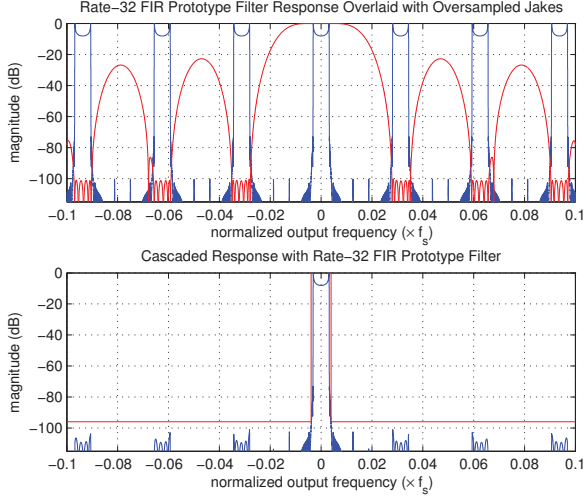 Rate−32 FIR Prototype Filter Response Overlaid with Oversampled Jakes
0
−20
−40
−60
−80
−100
magnitude (dB)
−0.1 −0.08 −0.06 −0.04 −0.02 0 0.02 0.04 0.06 0.08 0.1
normalized output frequency (× f_s)
Cascaded Response with Rate−32 FIR Prototype Filter
0
−20
−40
−60
−80
−100
magnitude (dB)
−0.1 −0.08 −0.06 −0.04 −0.02 0 0.02 0.04 0.06 0.08 0.1
normalized output frequency (× f_s)